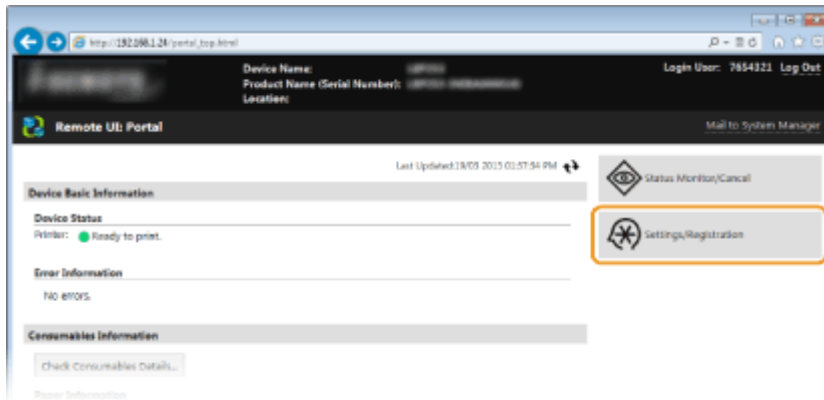 http://192.168.1.24/portal_top.html
Device Name:
Product Name (Serial Number):
Location:
Login User: 7654321 Log Out
Remote UI: Portal
Mail to System Manager
Last Updated:19/03 2015 01:57:54 PM
Device Basic Information
Device Status
Printer: Ready to print.
Error Information
No errors.
Consumables Information
Check Consumables Details...
Paper Information
Status Monitor/Cancel
Settings/Registration